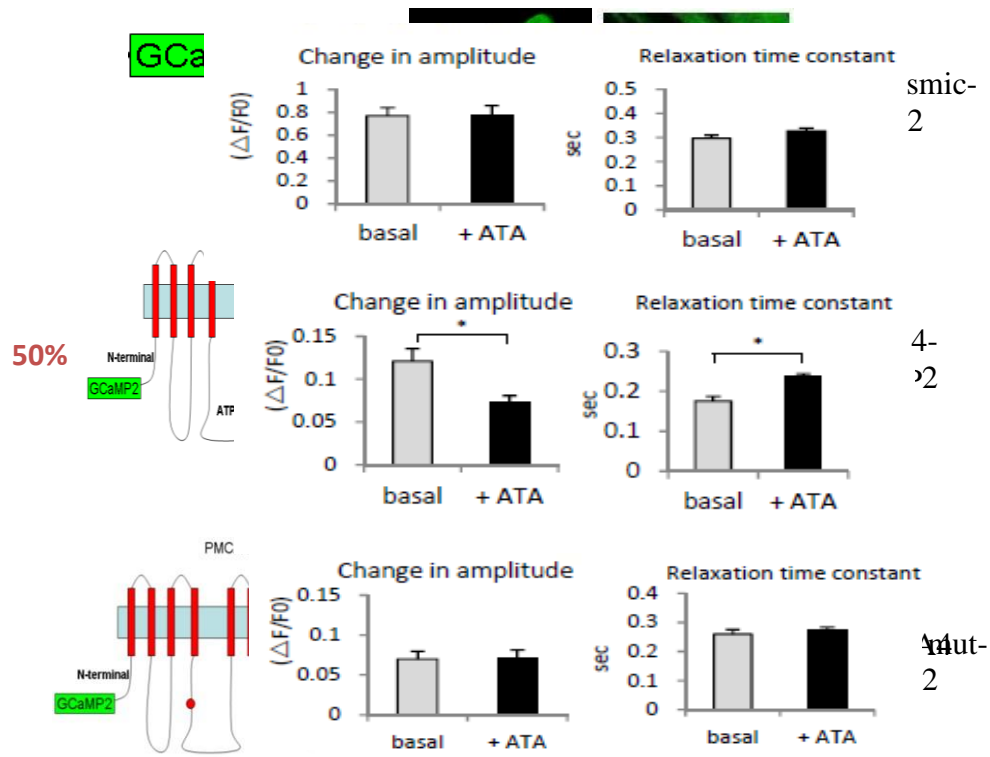 GCa
Change in amplitude
Relaxation time constant
smic-
2
(△F/F0)
1
0.8
0.6
0.4
0.2
0
basal
+ ATA
sec
0.5
0.4
0.3
0.2
0.1
0
basal
+ ATA
50%
N-terminal
GCaMP2
ATP
Change in amplitude
Relaxation time constant
4-
P2
(△F/F0)
0.15
0.1
0.05
0
*
basal
+ ATA
sec
0.3
0.2
0.1
0
*
basal
+ ATA
PMC
N-terminal
GCaMP2
Change in amplitude
Relaxation time constant
mut-
2
(△F/F0)
0.15
0.1
0.05
0
basal
+ ATA
sec
0.4
0.3
0.2
0.1
0
basal
+ ATA